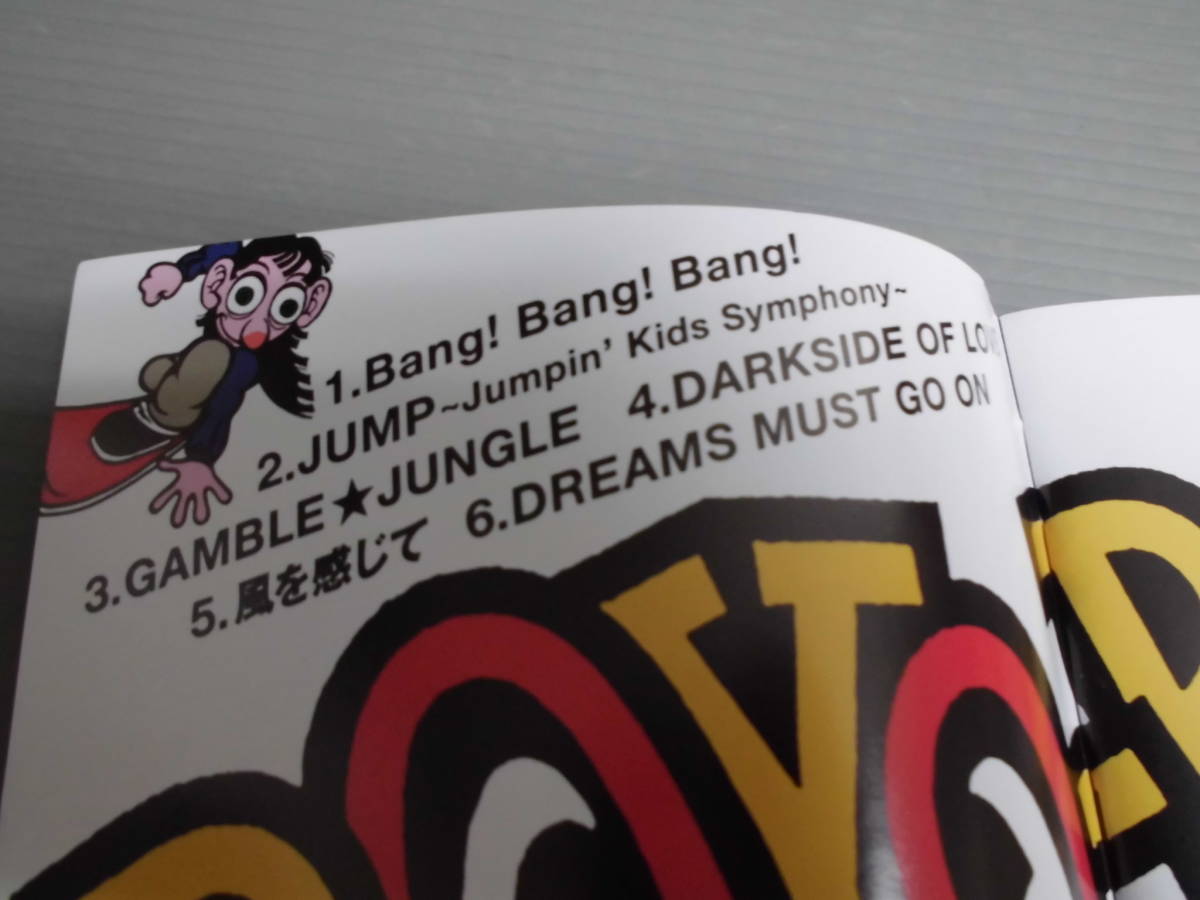 1.Bang! Bang! Bang!
2.JUMP~Jumpin' Kids Symphony~
3.GAMBLE★JUNGLE 4.DARKSIDE OF LOVE
5.風を感じて 6.DREAMS MUST GO ON